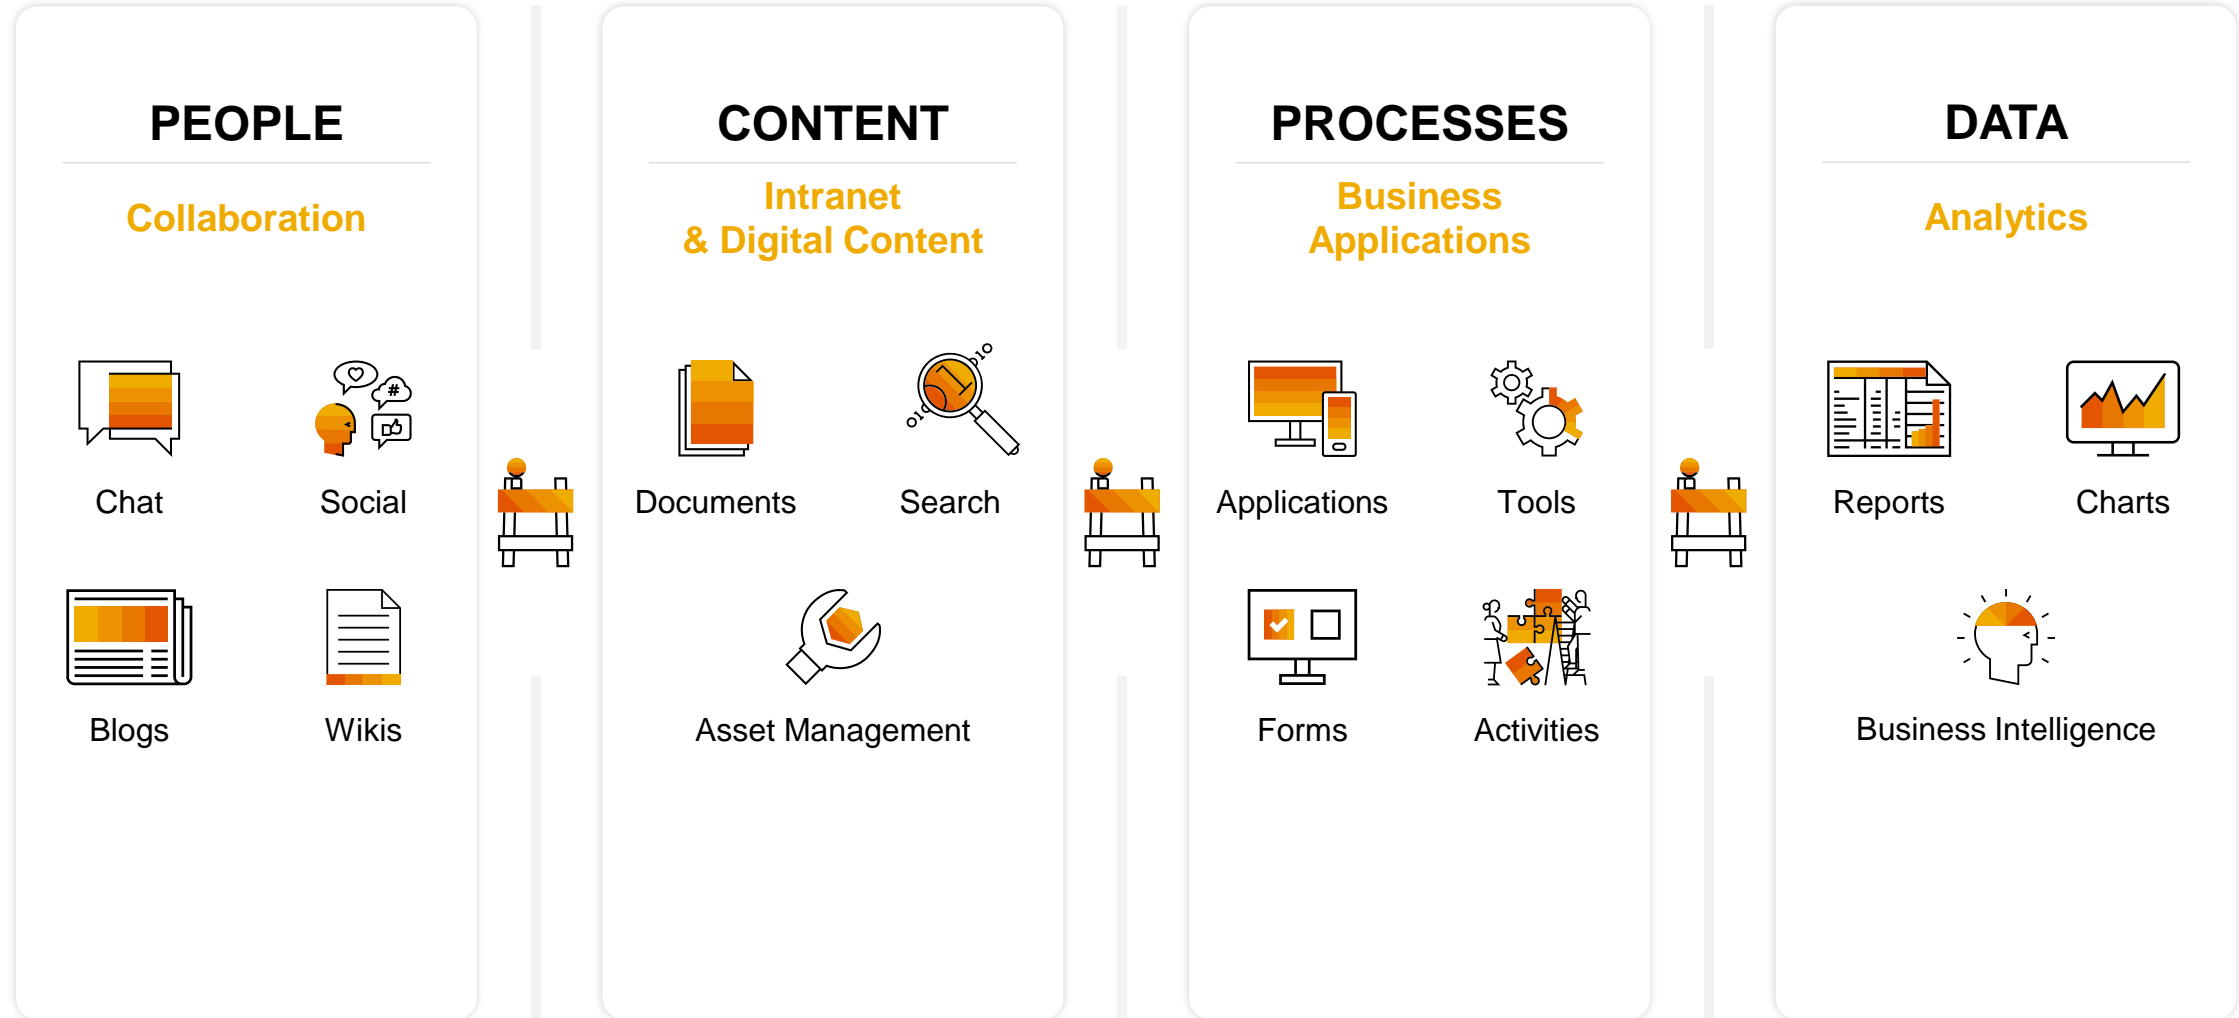 PEOPLE
Collaboration
Chat
Social
Blogs
Wikis
CONTENT
Intranet
& Digital Content
Documents
Search
Asset Management
PROCESSES
Business
Applications
Applications
Tools
Forms
Activities
DATA
Analytics
Reports
Charts
Business Intelligence